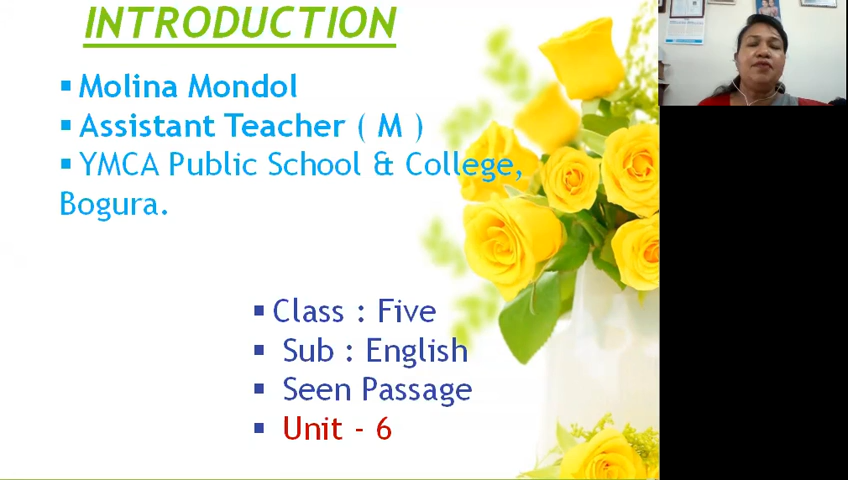 INTRODUCTION
▪ Molina Mondol
▪ Assistant Teacher ( M )
▪ YMCA Public School & College,
Bogura.
▪ Class : Five
▪ Sub : English
▪ Seen Passage
▪ Unit - 6